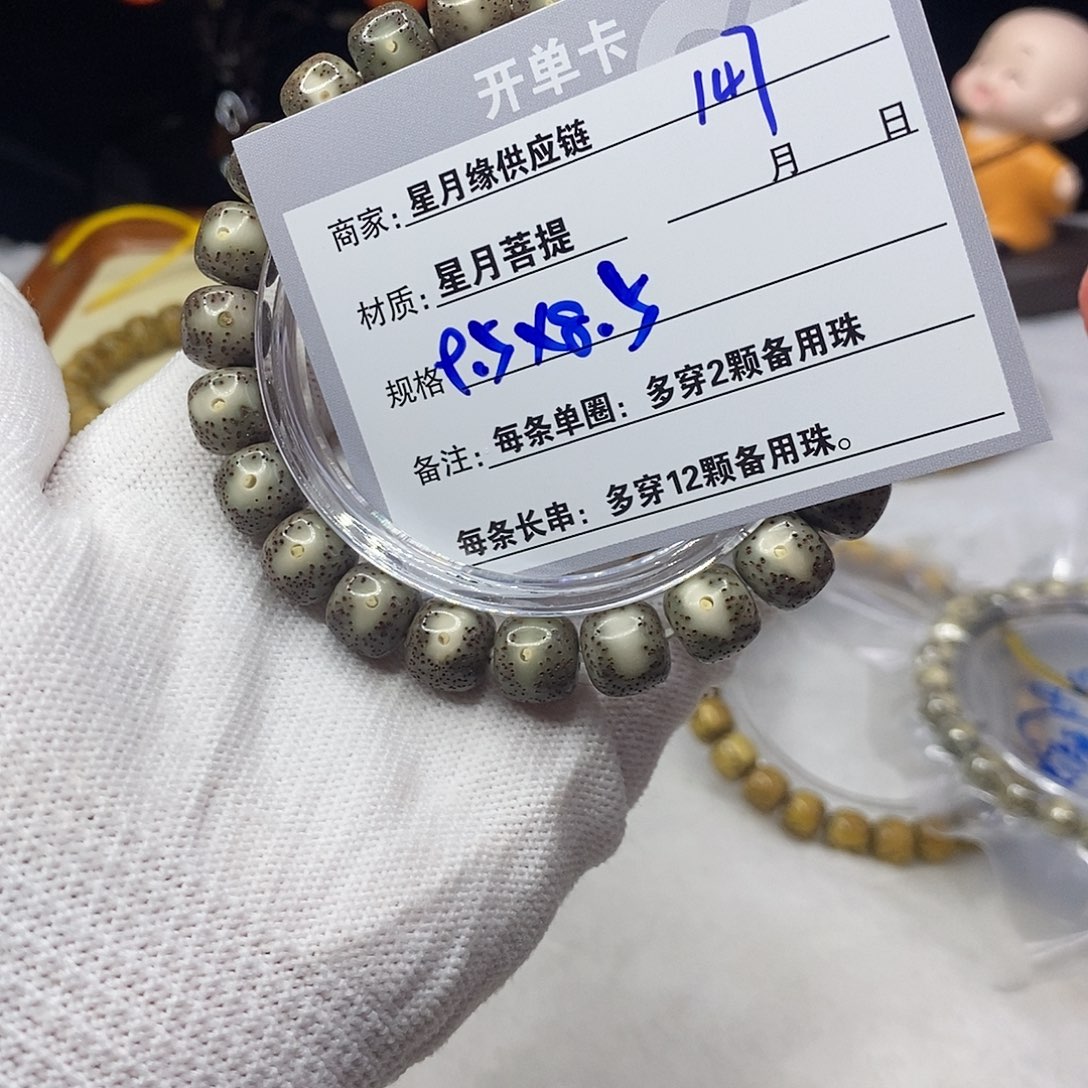 开单卡
147
商家：星月缘供应链
月 日
材质：星月菩提
规格 9.5X8.5
备注：每条单圈：多穿2颗备用珠
每条长串：多穿12颗备用珠。